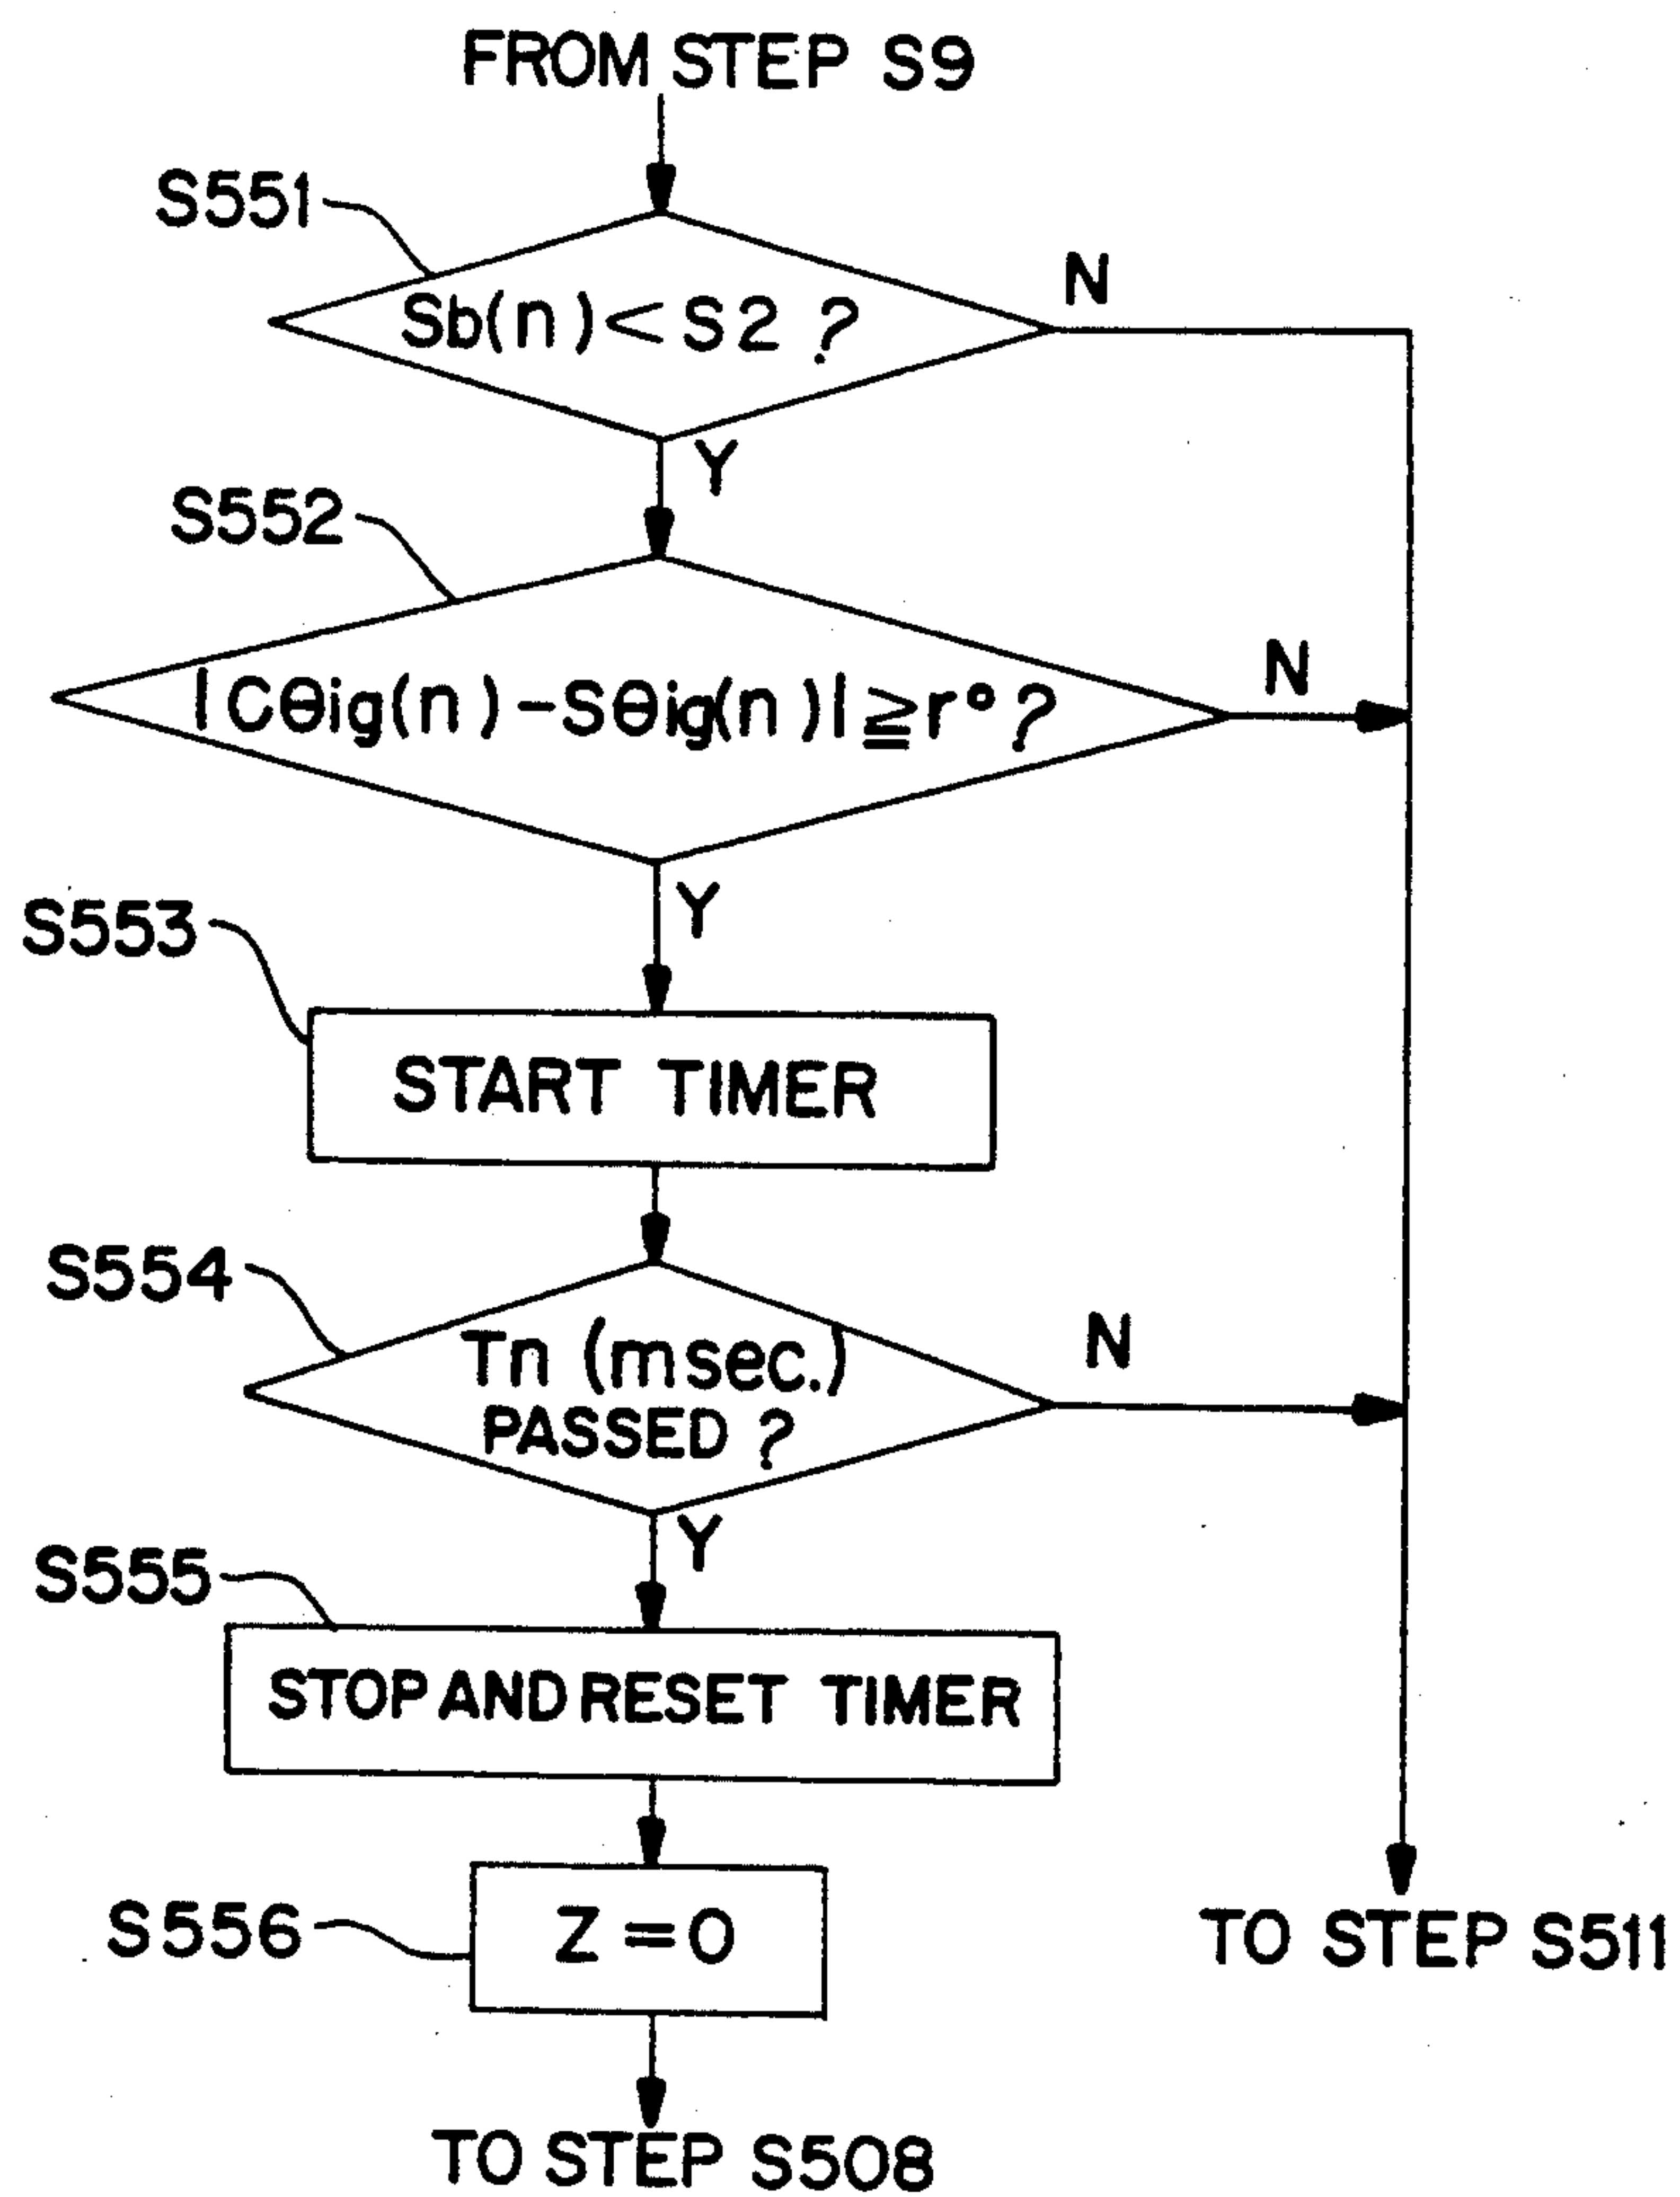 FROM STEP S9
S551
Sb(n) < S2 ?
N
Y
S552
|Cθig(n) - Sθig(n)| ≧ r° ?
N
Y
S553
START TIMER
S554
Tn (msec.)
PASSED ?
N
Y
S555
STOP AND RESET TIMER
S556
Z = 0
TO STEP S511
TO STEP S508